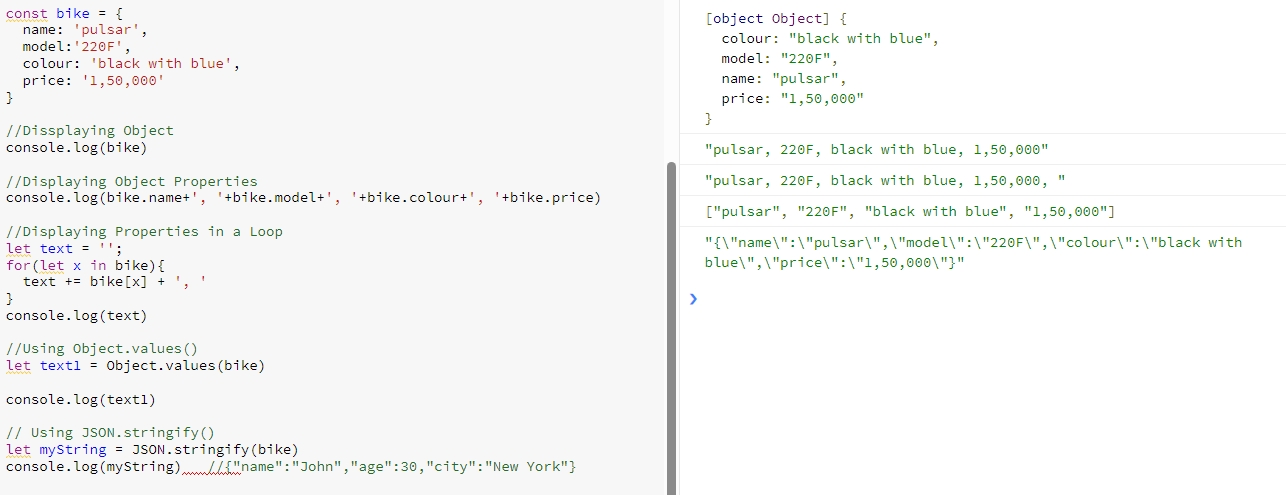 const bike = {
  name: 'pulsar',
  model:'220F',
  colour: 'black with blue',
  price: '1,50,000'
}
//Dissplaying Object
console.log(bike)
//Displaying Object Properties
console.log(bike.name+', '+bike.model+', '+bike.colour+', '+bike.price)
//Displaying Properties in a Loop
let text = '';
for(let x in bike){
  text += bike[x] + ', '
}
console.log(text)
//Using Object.values()
let text1 = Object.values(bike)
console.log(text1)
// Using JSON.stringify()
let myString = JSON.stringify(bike)
console.log(myString)   //{"name":"John","age":30,"city":"New York"}
[object Object] {
  colour: "black with blue",
  model: "220F",
  name: "pulsar",
  price: "1,50,000"
}
"pulsar, 220F, black with blue, 1,50,000"
"pulsar, 220F, black with blue, 1,50,000, "
["pulsar", "220F", "black with blue", "1,50,000"]
"{\"name\":\"pulsar\",\"model\":\"220F\",\"colour\":\"black with
blue\",\"price\":\"1,50,000\"}"